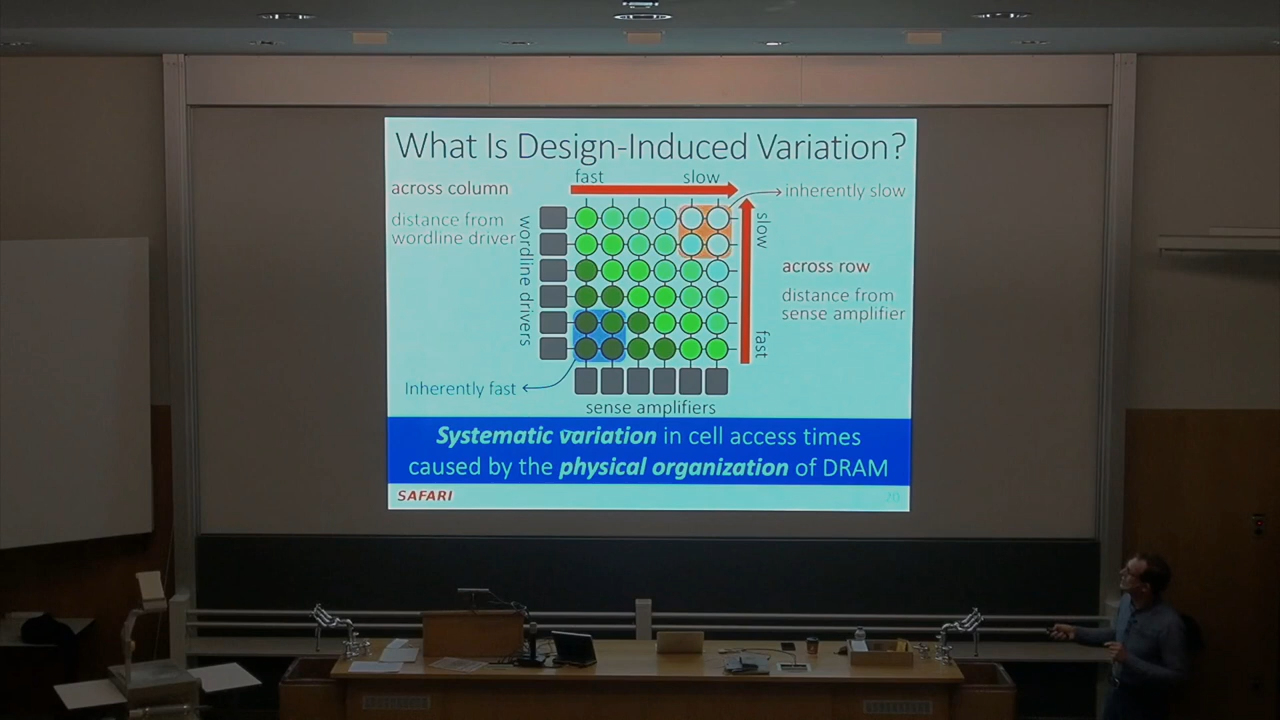 What Is Design-Induced Variation?
fast
slow
across column
inherently slow
distance from
wordline driver
wordline drivers
slow
across row
distance from
sense amplifier
fast
Inherently fast
sense amplifiers
Systematic variation in cell access times
caused by the physical organization of DRAM
SAFARI
20